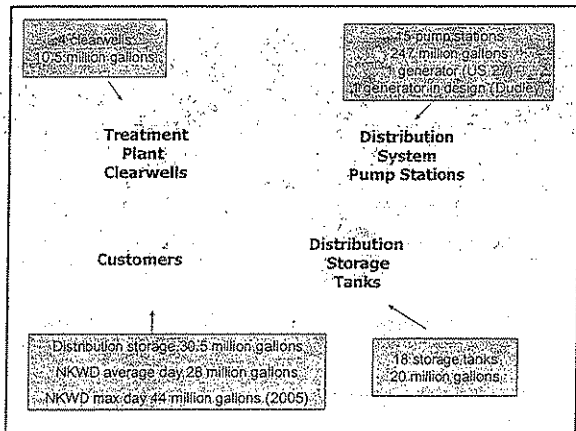 4 clearwells
10.5 million gallons
15 pump stations
247 million gallons
1 generator (US 27)
1 generator in design (Dudley)
Treatment
Plant
Clearwells
Distribution
System
Pump Stations
Customers
Distribution
Storage
Tanks
Distribution storage 30.5 million gallons
NKWD average day 28 million gallons
NKWD max day 44 million gallons (2005)
18 storage tanks
20 million gallons